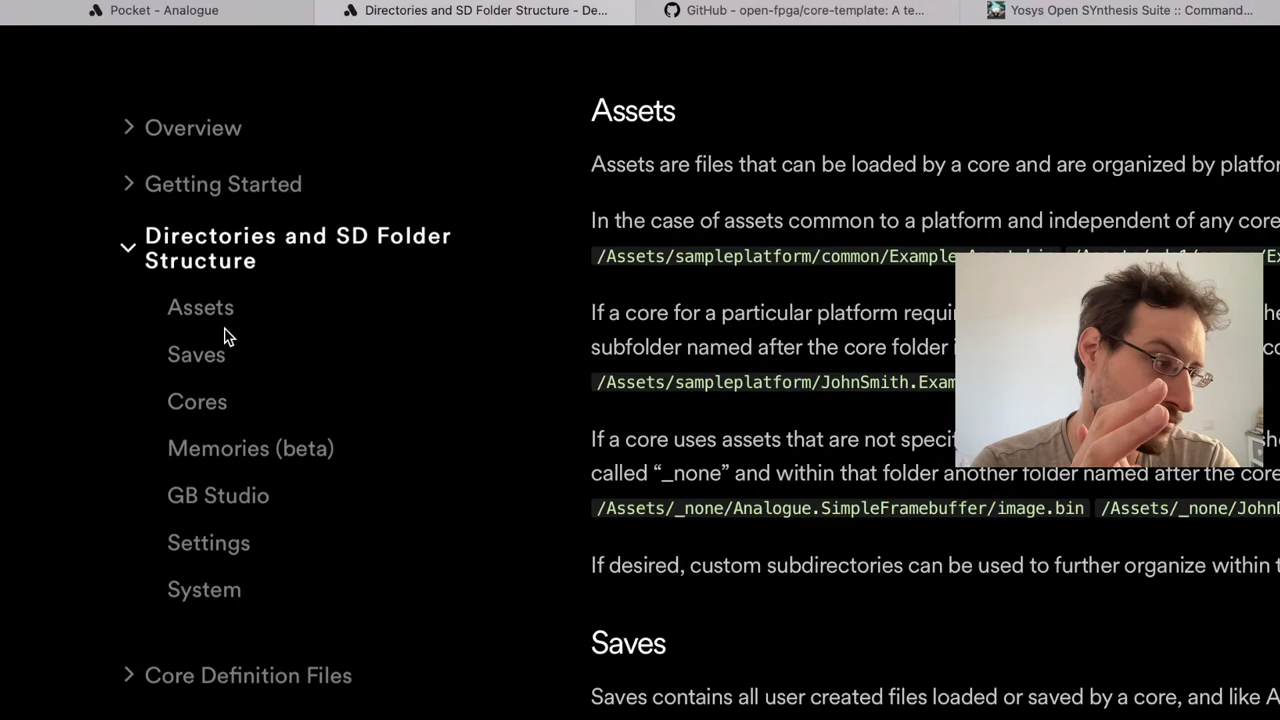 Pocket - Analogue
Directories and SD Folder Structure - De...
GitHub - open-fpga/core-template: A te...
Yosys Open SYnthesis Suite :: Command...
Overview
Getting Started
Directories and SD Folder
Structure
Assets
Saves
Cores
Memories (beta)
GB Studio
Settings
System
Core Definition Files
Assets
Assets are files that can be loaded by a core and are organized by
In the case of assets common to a platform and independent of any core
/Assets/sampleplatform/common/Example
If a core for a particular platform
subfolder named after the core folder
/Assets/sampleplatform/JohnSmith.Exam
If a core uses assets that are not
called “_none” and within that folder another folder named after the core
/Assets/_none/Analogue.SimpleFramebuffer/image.bin /Assets/_none/John
If desired, custom subdirectories can be used to further organize within
Saves
Saves contains all user created files loaded or saved by a core, and like